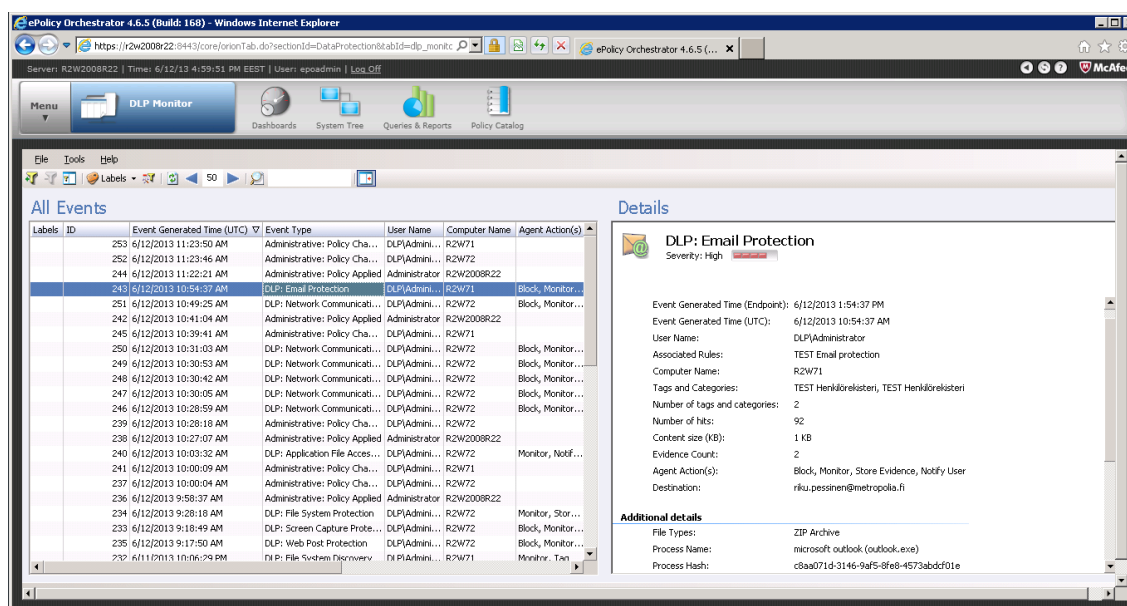 ePolicy Orchestrator 4.6.5 (Build: 168) - Windows Internet Explorer
https://r2w2008r22:8443/core/orionTab.do?sectionId=DataProtection&tabId=dlp_monitc
ePolicy Orchestrator 4.6.5 (...
Server: R2W2008R22 | Time: 6/12/13 4:59:51 PM EEST | User: epoadmin | Log Off
McAfee
Menu
DLP Monitor
Dashboards System Tree Queries & Reports Policy Catalog
File Tools Help
Labels 50
All Events
Labels ID Event Generated Time (UTC) Event Type User Name Computer Name Agent Action(s)
253 6/12/2013 11:23:50 AM Administrative: Policy Cha... DLP\Admini... R2W71
252 6/12/2013 11:23:46 AM Administrative: Policy Cha... DLP\Admini... R2W72
244 6/12/2013 11:22:21 AM Administrative: Policy Applied Administrator R2W2008R22
243 6/12/2013 10:54:37 AM DLP: Email Protection DLP\Admini... R2W71 Block, Monitor...
251 6/12/2013 10:49:25 AM DLP: Network Communicati... DLP\Admini... R2W72 Block, Monitor...
242 6/12/2013 10:41:04 AM Administrative: Policy Applied Administrator R2W2008R22
245 6/12/2013 10:39:41 AM Administrative: Policy Cha... DLP\Admini... R2W71
250 6/12/2013 10:31:03 AM DLP: Network Communicati... DLP\Admini... R2W72 Block, Monitor...
249 6/12/2013 10:30:53 AM DLP: Network Communicati... DLP\Admini... R2W72 Block, Monitor...
248 6/12/2013 10:30:42 AM DLP: Network Communicati... DLP\Admini... R2W72 Block, Monitor...
247 6/12/2013 10:30:05 AM DLP: Network Communicati... DLP\Admini... R2W72 Block, Monitor...
246 6/12/2013 10:28:59 AM DLP: Network Communicati... DLP\Admini... R2W72 Block, Monitor...
239 6/12/2013 10:28:18 AM Administrative: Policy Cha... DLP\Admini... R2W72
238 6/12/2013 10:27:07 AM Administrative: Policy Applied Administrator R2W2008R22
240 6/12/2013 10:03:32 AM DLP: Application File Acces... DLP\Admini... R2W72 Monitor, Notif...
241 6/12/2013 10:00:09 AM Administrative: Policy Cha... DLP\Admini... R2W71
237 6/12/2013 10:00:04 AM Administrative: Policy Cha... DLP\Admini... R2W72
236 6/12/2013 9:58:37 AM Administrative: Policy Applied Administrator R2W2008R22
234 6/12/2013 9:28:18 AM DLP: File System Protection DLP\Admini... R2W72 Monitor, Stor...
233 6/12/2013 9:18:49 AM DLP: Screen Capture Prote... DLP\Admini... R2W72 Block, Monitor...
235 6/12/2013 9:17:50 AM DLP: Web Post Protection DLP\Admini... R2W72 Block, Monitor...
232 6/11/2013 10:06:29 PM DLP: File System Discovery DLP\Admini... R2W71 Monitor, Tag
Details
DLP: Email Protection
Severity: High
Event Generated Time (Endpoint): 6/12/2013 1:54:37 PM
Event Generated Time (UTC): 6/12/2013 10:54:37 AM
User Name: DLP\Administrator
Associated Rules: TEST Email protection
Computer Name: R2W71
Tags and Categories: TEST Henkilörekisteri, TEST Henkilörekisteri
Number of tags and categories: 2
Number of hits: 92
Content size (KB): 1 KB
Evidence Count: 2
Agent Action(s): Block, Monitor, Store Evidence, Notify User
Destination: riku.pessinen@metropolia.fi
Additional details
File Types: ZIP Archive
Process Name: microsoft outlook (outlook.exe)
Process Hash: c8aa071d-3146-9af5-8fe8-4573abdcf01e